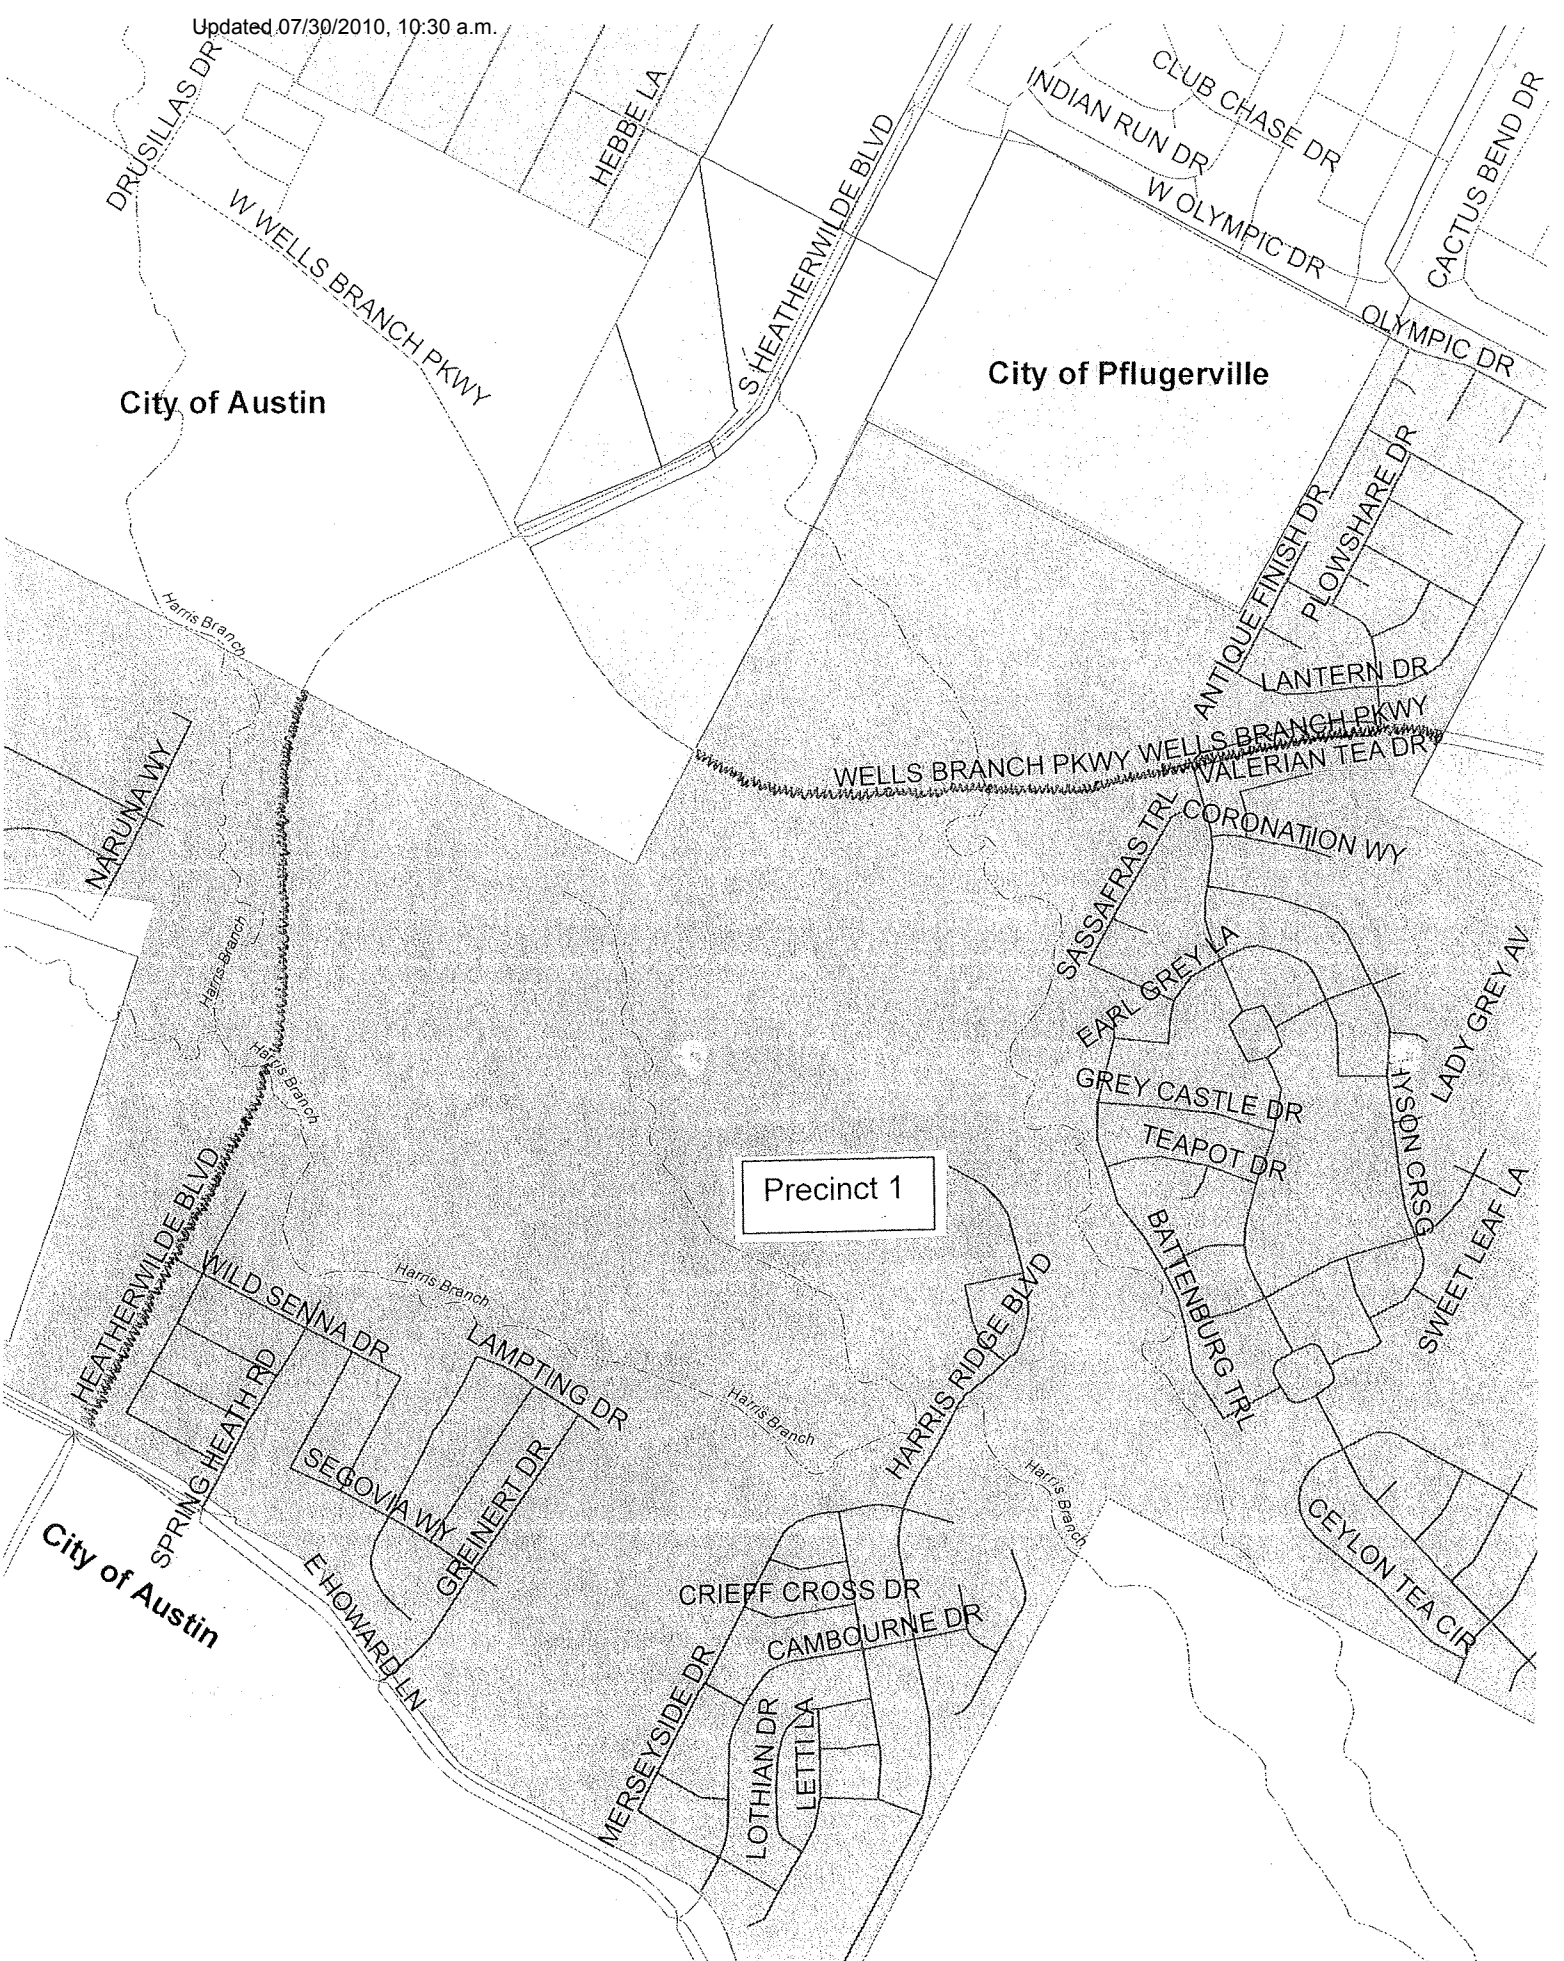 Updated 07/30/2010, 10:30 a.m.
DRUSILLAS DR
HEBBE LA
W WELLS BRANCH PKWY
S HEATHERWILDE BLVD
INDIAN RUN DR
CLUB CHASE DR
W OLYMPIC DR
CACTUS BEND DR
OLYMPIC DR
City of Austin
City of Pflugerville
ANTIQUE FINISH DR
PLOWSHARE DR
LANTERN DR
Harris Branch
NARUNA WY
WELLS BRANCH PKWY
WELLS BRANCH PKWY
VALERIAN TEA DR
CORONATION WY
SASSAFRAS TRL
EARL GREY LA
LADY GREY AV
Harris Branch
Harris Branch
GREY CASTLE DR
TEAPOT DR
HYSON CRSG
Precinct 1
HEATHERWILDE BLVD
WILD SENNA DR
Harris Branch
LAMPTING DR
HARRIS RIDGE BLVD
BATTENBURG TRL
SWEET LEAF LA
SPRING HEATH RD
SEGOVIA WY
GREINERT DR
Harris Branch
Harris Branch
CEYLON TEA CIR
City of Austin
E HOWARD LN
CRIEFF CROSS DR
CAMBOURNE DR
MERSEYSIDE DR
LOTHIAN DR
LETTI LA